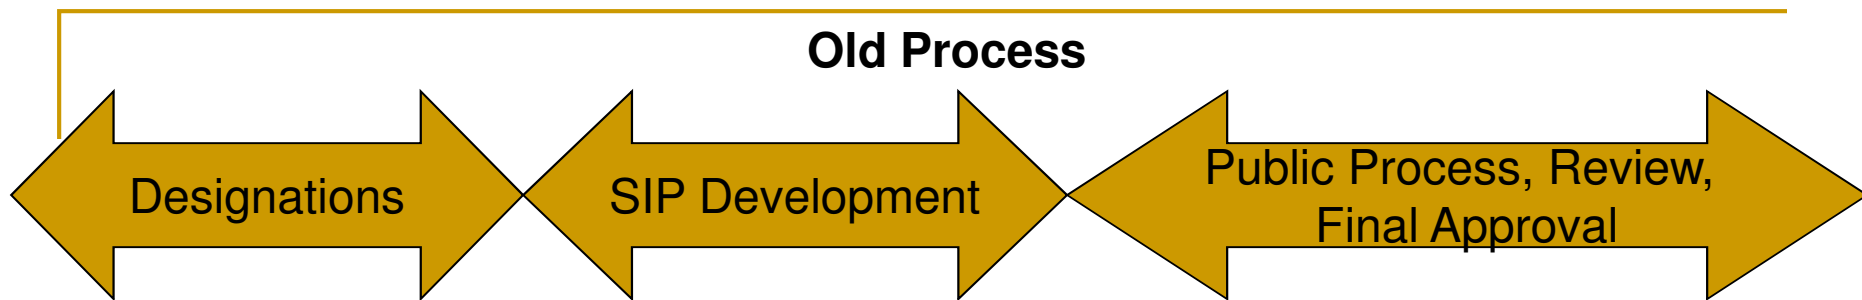 Old Process
Designations
SIP Development
Public Process, Review,
Final Approval